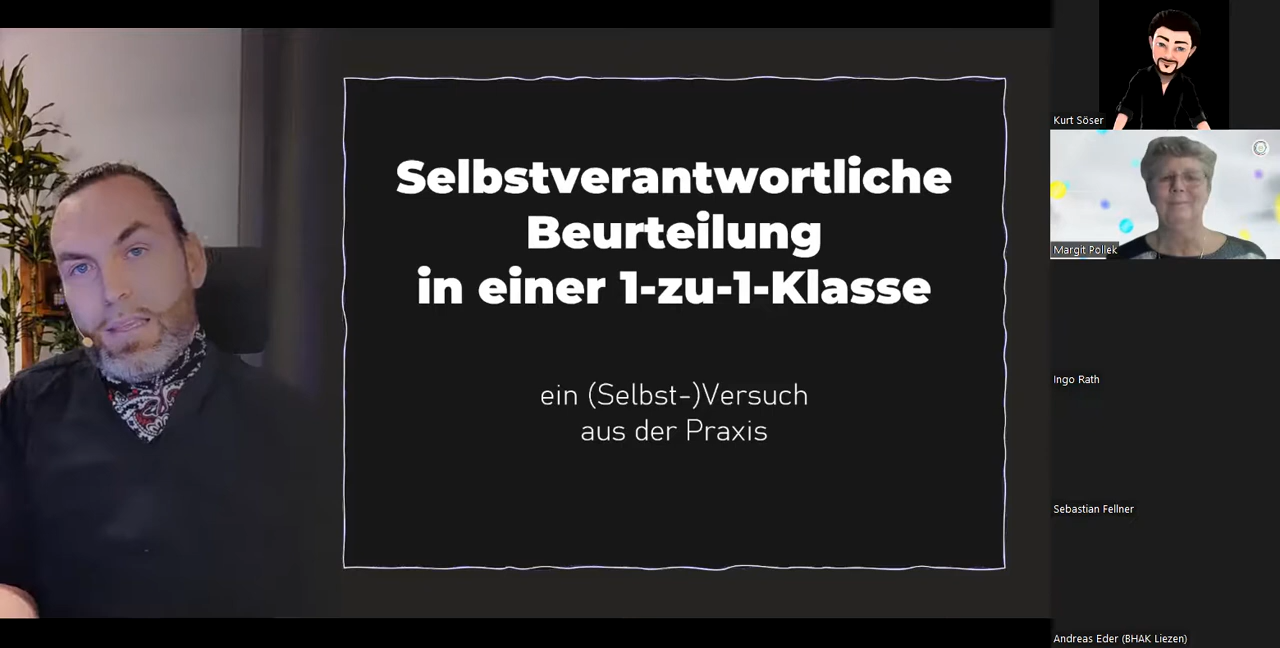 Selbstverantwortliche
Beurteilung
in einer 1-zu-1-Klasse
ein (Selbst-)Versuch
aus der Praxis
Kurt Söser
Margit Pollek
Ingo Rath
Sebastian Fellner
Andreas Eder (BHAK Liezen)